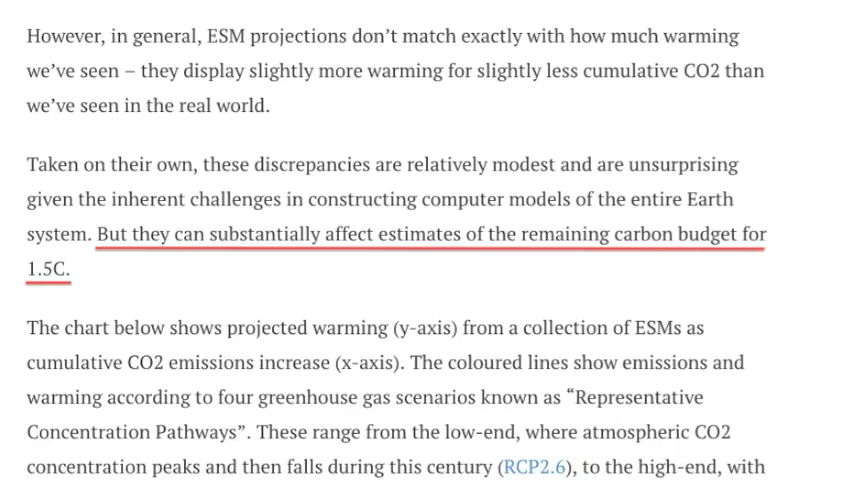 However, in general, ESM projections don’t match exactly with how much warming
we’ve seen – they display slightly more warming for slightly less cumulative CO2 than
we’ve seen in the real world.
Taken on their own, these discrepancies are relatively modest and are unsurprising
given the inherent challenges in constructing computer models of the entire Earth
system. But they can substantially affect estimates of the remaining carbon budget for
1.5C.
The chart below shows projected warming (y-axis) from a collection of ESMs as
cumulative CO2 emissions increase (x-axis). The coloured lines show emissions and
warming according to four greenhouse gas scenarios known as “Representative
Concentration Pathways”. These range from the low-end, where atmospheric CO2
concentration peaks and then falls during this century (RCP2.6), to the high-end, with